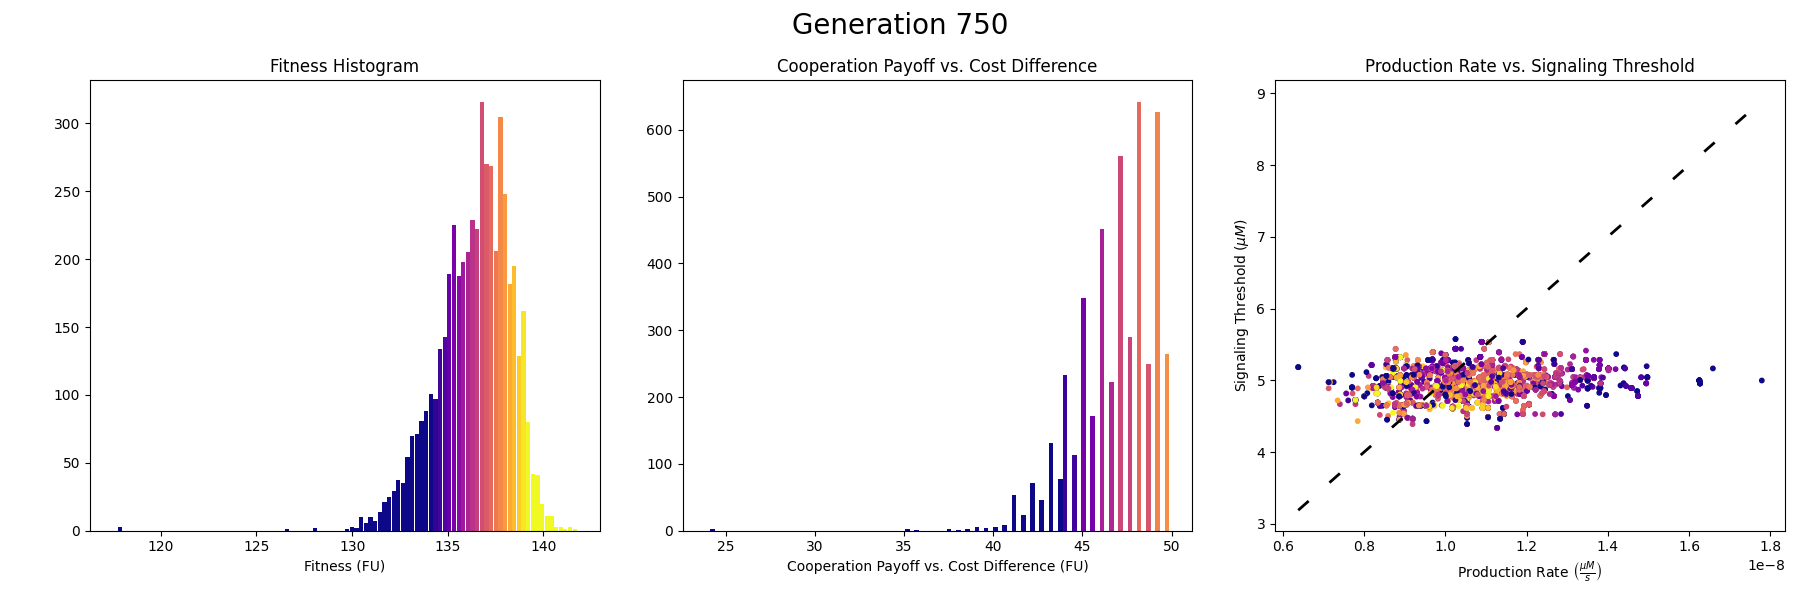 Generation 750
Fitness Histogram
300
250
200
150
100
50
0
120 125 130 135 140
Fitness (FU)
Cooperation Payoff vs. Cost Difference
600
500
400
300
200
100
0
25 30 35 40 45 50
Cooperation Payoff vs. Cost Difference (FU)
Production Rate vs. Signaling Threshold
Signaling Threshold (μM)
9
8
7
6
5
4
3
0.6 0.8 1.0 1.2 1.4 1.6 1.8
1e−8
Production Rate (μM/s)